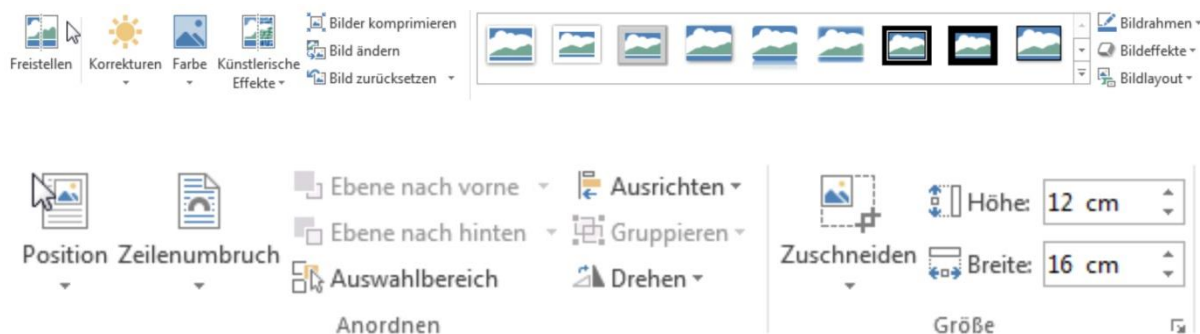 Freistellen
Korrekturen
Farbe
Künstlerische
Effekte
Bilder komprimieren
Bild ändern
Bild zurücksetzen
Bildrahmen
Bildeffekte
Bildlayout
Position
Zeilenumbruch
Ebene nach vorne
Ebene nach hinten
Auswahlbereich
Ausrichten
Gruppieren
Drehen
Anordnen
Zuschneiden
Höhe: 12 cm
Breite: 16 cm
Größe